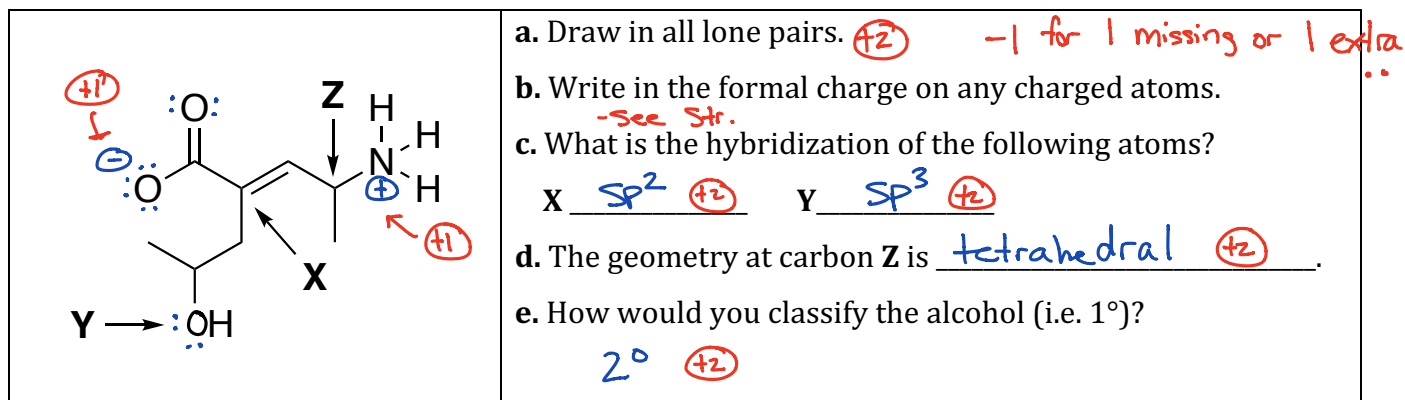 a. Draw in all lone pairs. +2 -1 for 1 missing or 1 extra
b. Write in the formal charge on any charged atoms.
-see Str.
c. What is the hybridization of the following atoms?
X sp² +2 Y sp³ +2
d. The geometry at carbon Z is tetrahedral +2 .
e. How would you classify the alcohol (i.e. 1°)?
2° +2
+1
O
Z
H
H
-
O
N
H
+
+1
X
Y
OH